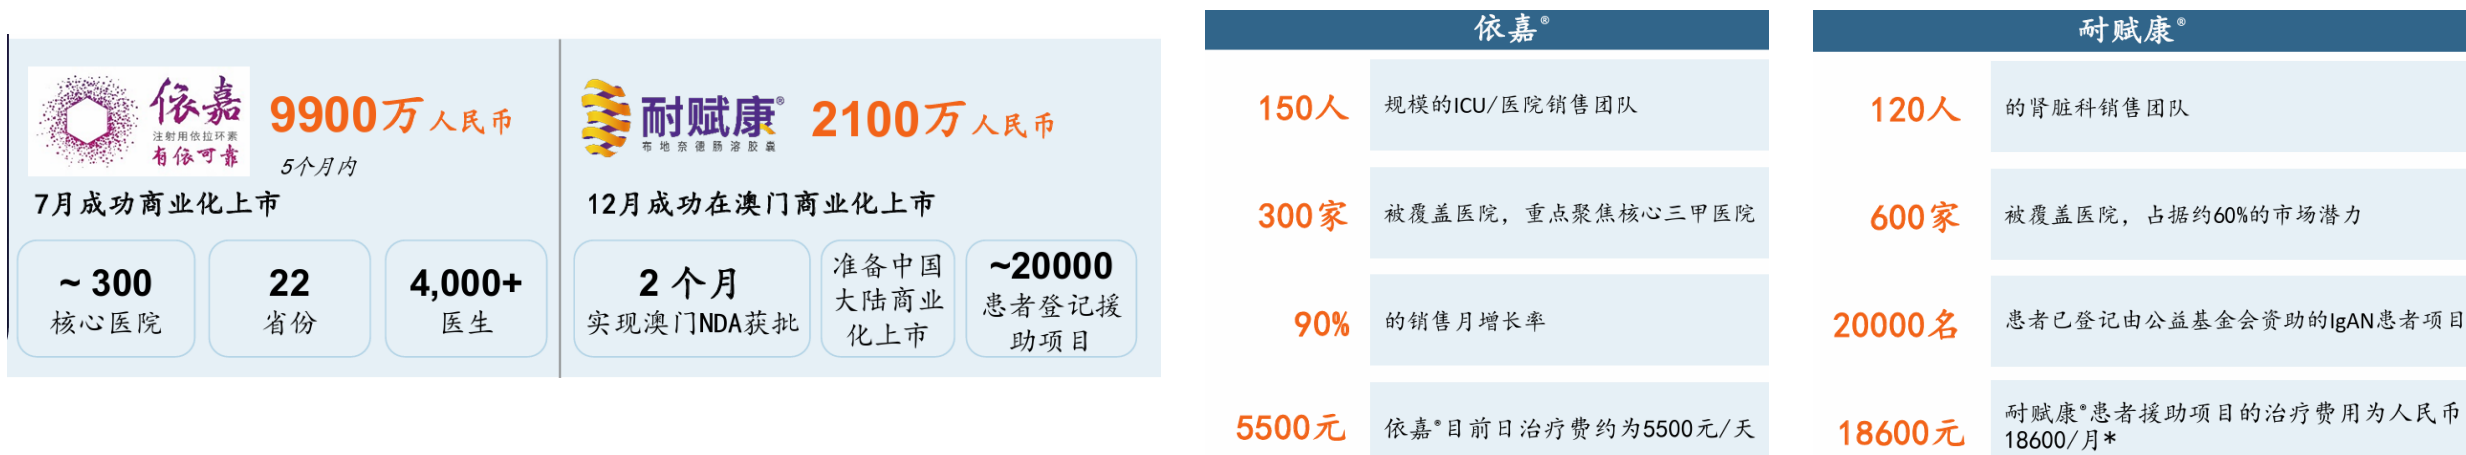 依嘉
注射用依拉环素
有依可靠
9900万人民币
5个月内
7月成功商业化上市
~ 300
核心医院
22
省份
4,000+
医生
耐赋康®
布地奈德肠溶胶囊
2100万人民币
12月成功在澳门商业化上市
2 个月
实现澳门NDA获批
准备中国
大陆商业
化上市
~20000
患者登记援
助项目
依嘉®
150人
规模的ICU/医院销售团队
300家
被覆盖医院，重点聚焦核心三甲医院
90%
的销售月增长率
5500元
依嘉®目前日治疗费约为5500元/天
耐赋康®
120人
的肾脏科销售团队
600家
被覆盖医院，占据约60%的市场潜力
20000名
患者已登记由公益基金会资助的IgAN患者项目
18600元
耐赋康®患者援助项目的治疗费用为人民币
18600/月*